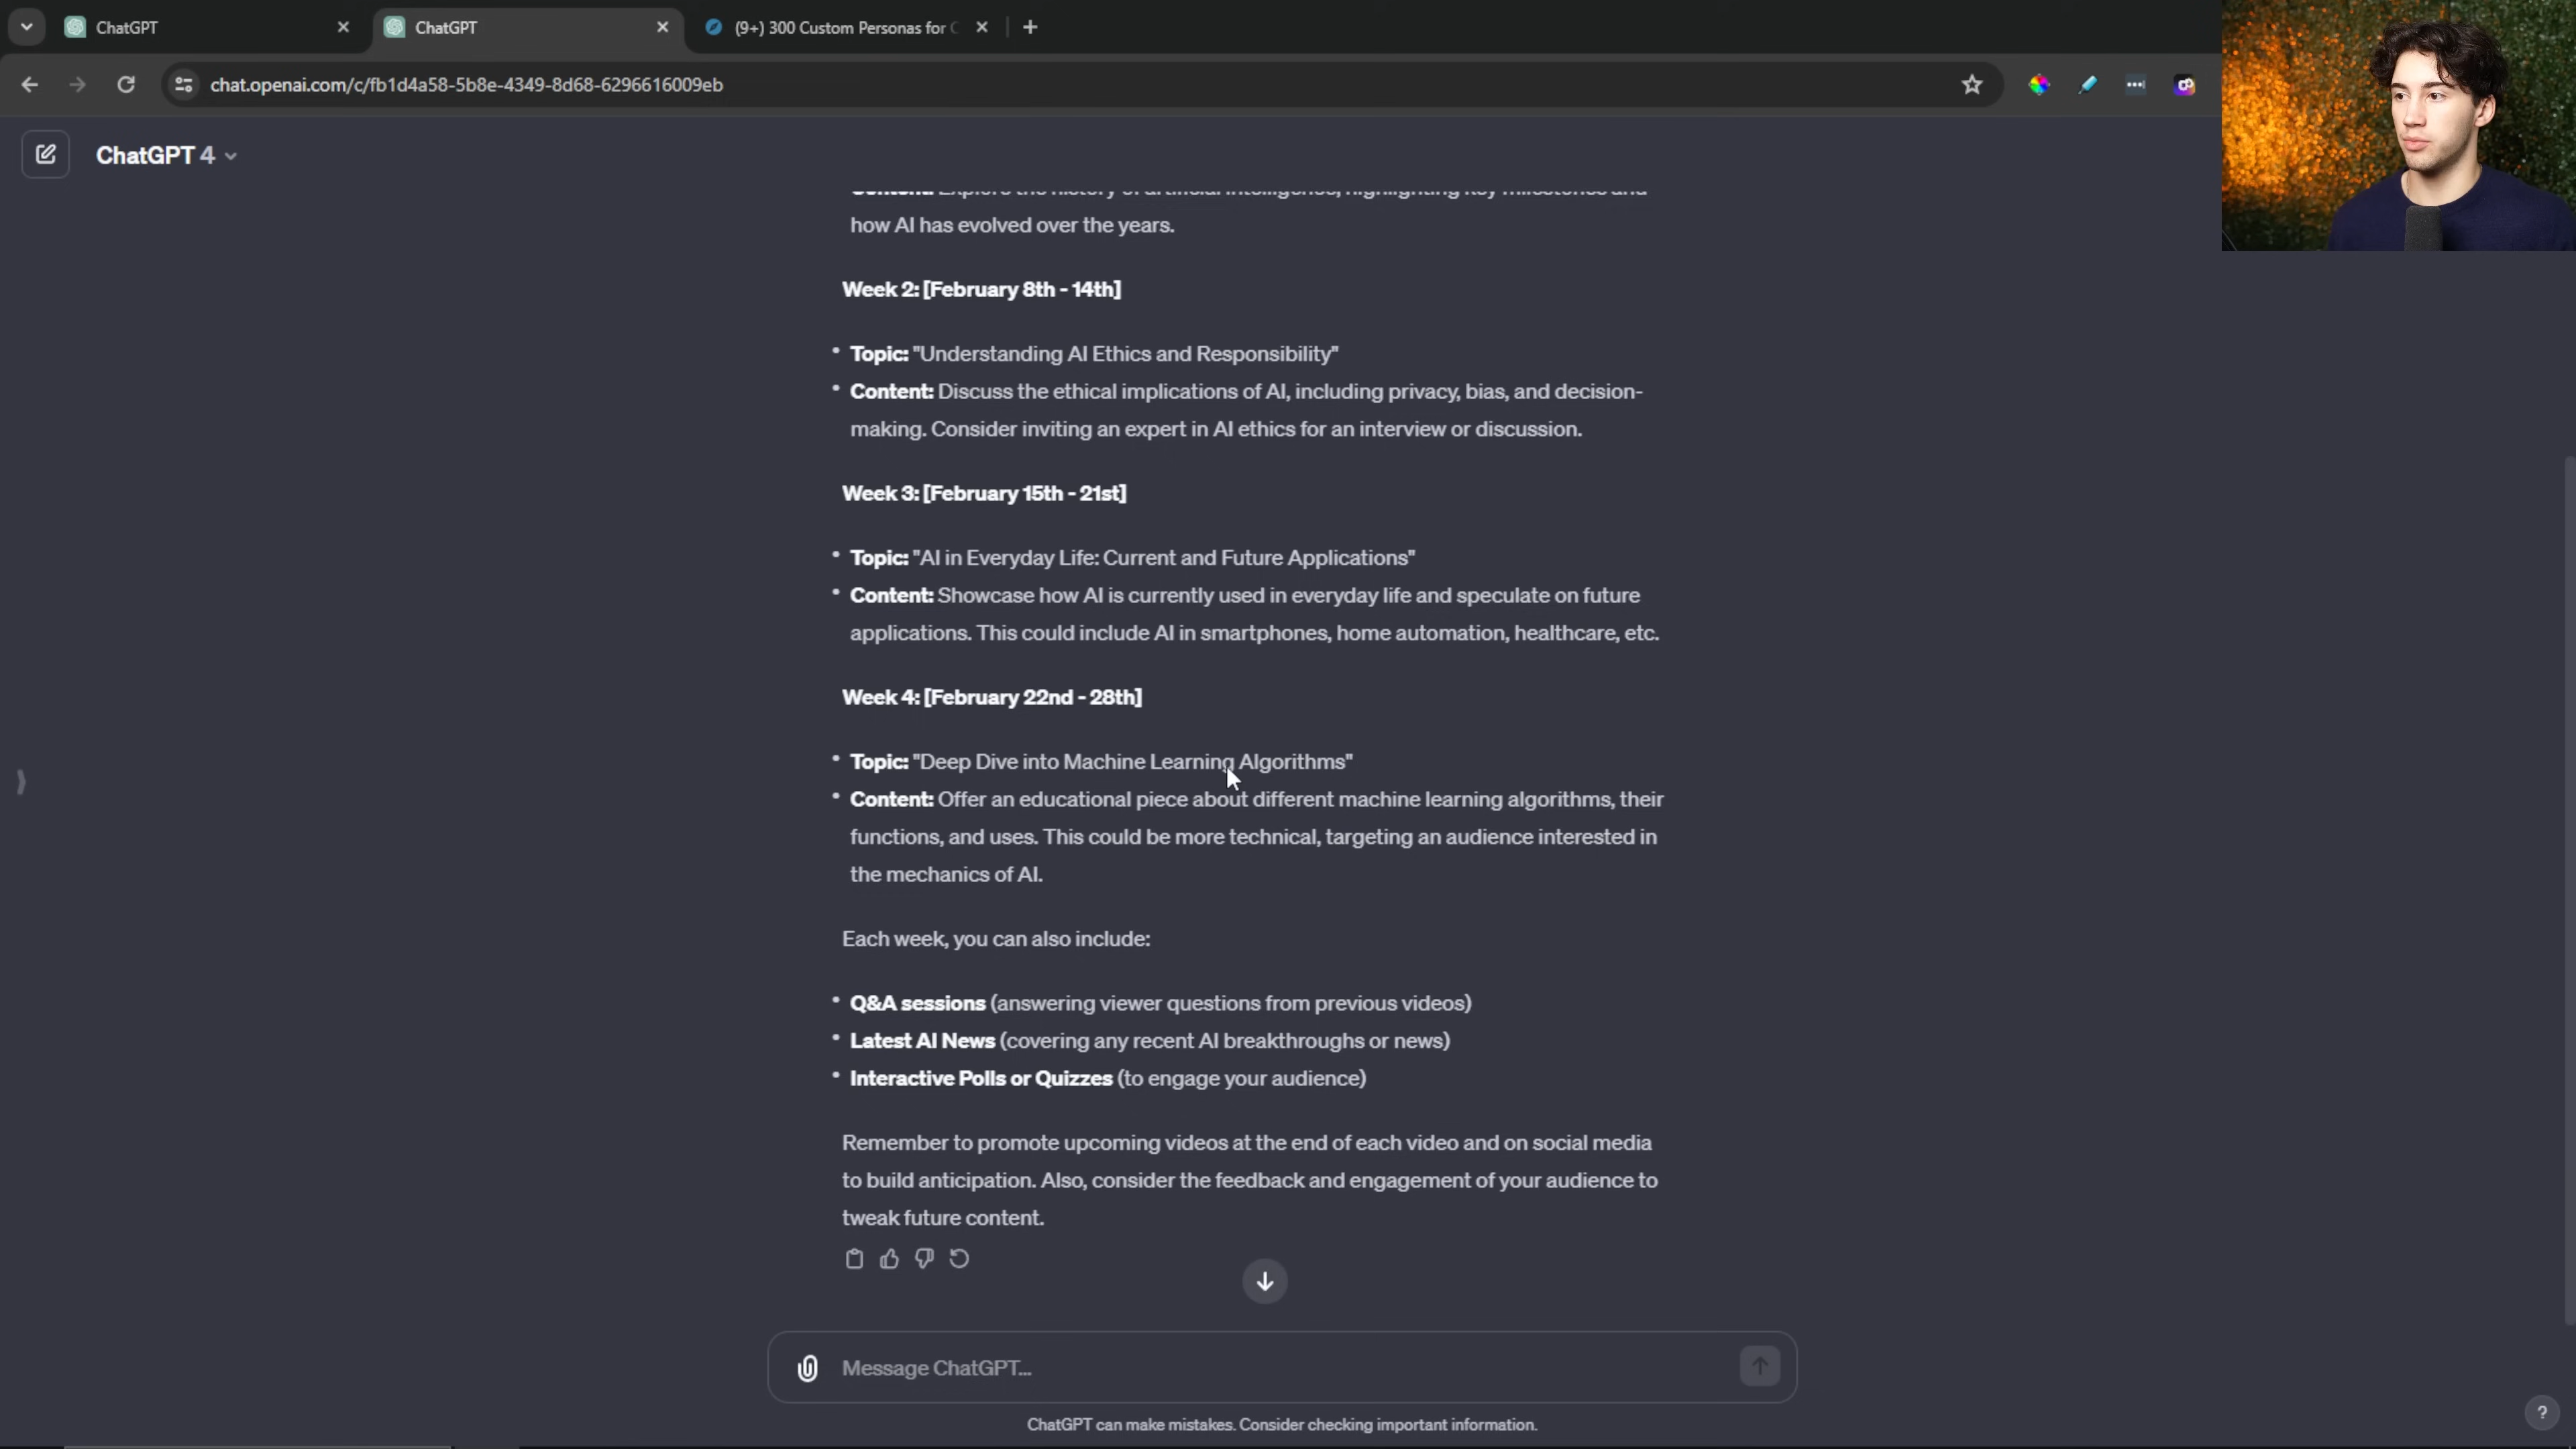 ChatGPT
ChatGPT
(9+) 300 Custom Personas for C
chat.openai.com/c/fb1d4a58-5b8e-4349-8d68-6296616009eb
ChatGPT 4
Content: Explore the history of artificial intelligence, highlighting key milestones and
how AI has evolved over the years.
Week 2: [February 8th - 14th]
• Topic: "Understanding AI Ethics and Responsibility"
• Content: Discuss the ethical implications of AI, including privacy, bias, and decision-
making. Consider inviting an expert in AI ethics for an interview or discussion.
Week 3: [February 15th - 21st]
• Topic: "AI in Everyday Life: Current and Future Applications"
• Content: Showcase how AI is currently used in everyday life and speculate on future
applications. This could include AI in smartphones, home automation, healthcare, etc.
Week 4: [February 22nd - 28th]
• Topic: "Deep Dive into Machine Learning Algorithms"
• Content: Offer an educational piece about different machine learning algorithms, their
functions, and uses. This could be more technical, targeting an audience interested in
the mechanics of AI.
Each week, you can also include:
• Q&A sessions (answering viewer questions from previous videos)
• Latest AI News (covering any recent AI breakthroughs or news)
• Interactive Polls or Quizzes (to engage your audience)
Remember to promote upcoming videos at the end of each video and on social media
to build anticipation. Also, consider the feedback and engagement of your audience to
tweak future content.
Message ChatGPT...
ChatGPT can make mistakes. Consider checking important information.
?